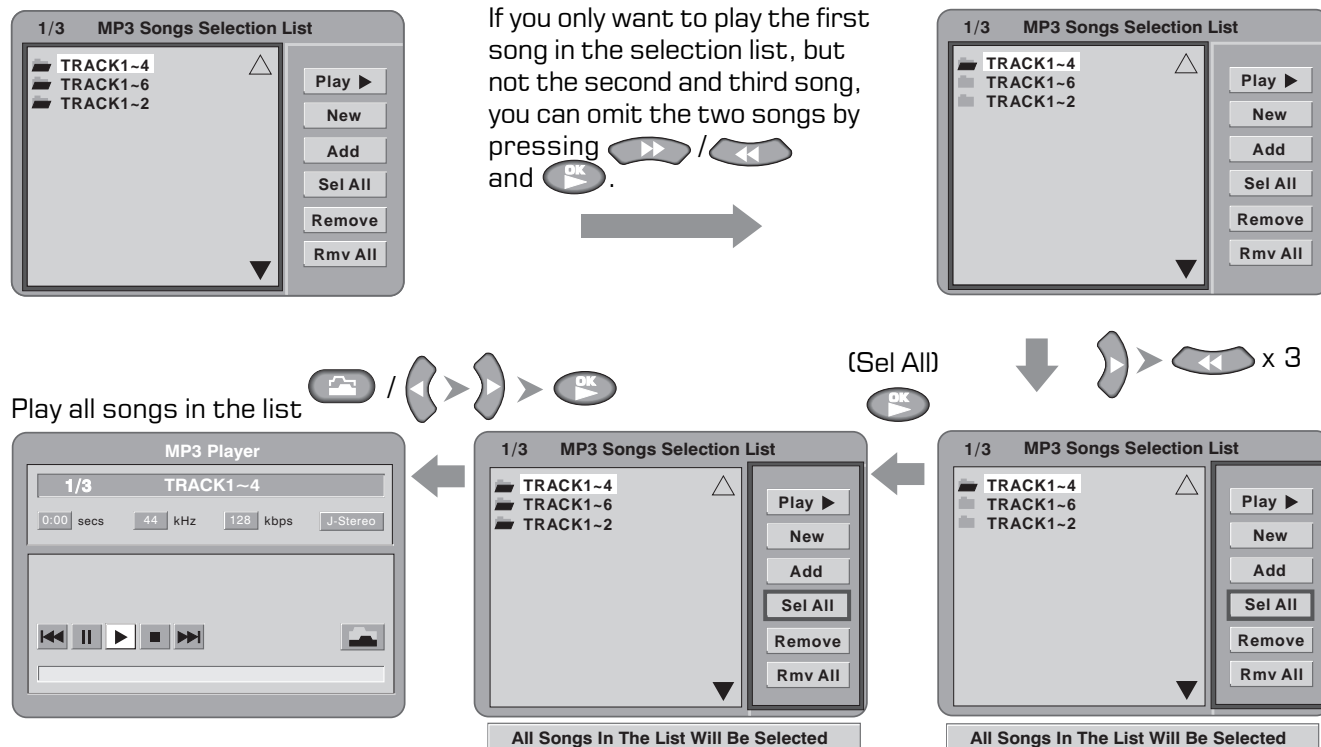 1/3 MP3 Songs Selection List
TRACK1~4
TRACK1~6
TRACK1~2
Play
New
Add
Sel All
Remove
Rmv All
If you only want to play the first
song in the selection list, but
not the second and third song,
you can omit the two songs by
pressing /
and OK .
1/3 MP3 Songs Selection List
TRACK1~4
TRACK1~6
TRACK1~2
Play
New
Add
Sel All
Remove
Rmv All
x 3
1/3 MP3 Songs Selection List
TRACK1~4
TRACK1~6
TRACK1~2
Play
New
Add
Sel All
Remove
Rmv All
All Songs In The List Will Be Selected
(Sel All)
OK
1/3 MP3 Songs Selection List
TRACK1~4
TRACK1~6
TRACK1~2
Play
New
Add
Sel All
Remove
Rmv All
All Songs In The List Will Be Selected
/ OK
Play all songs in the list
MP3 Player
1/3 TRACK1~4
0:00 secs 44 kHz 128 kbps J-Stereo